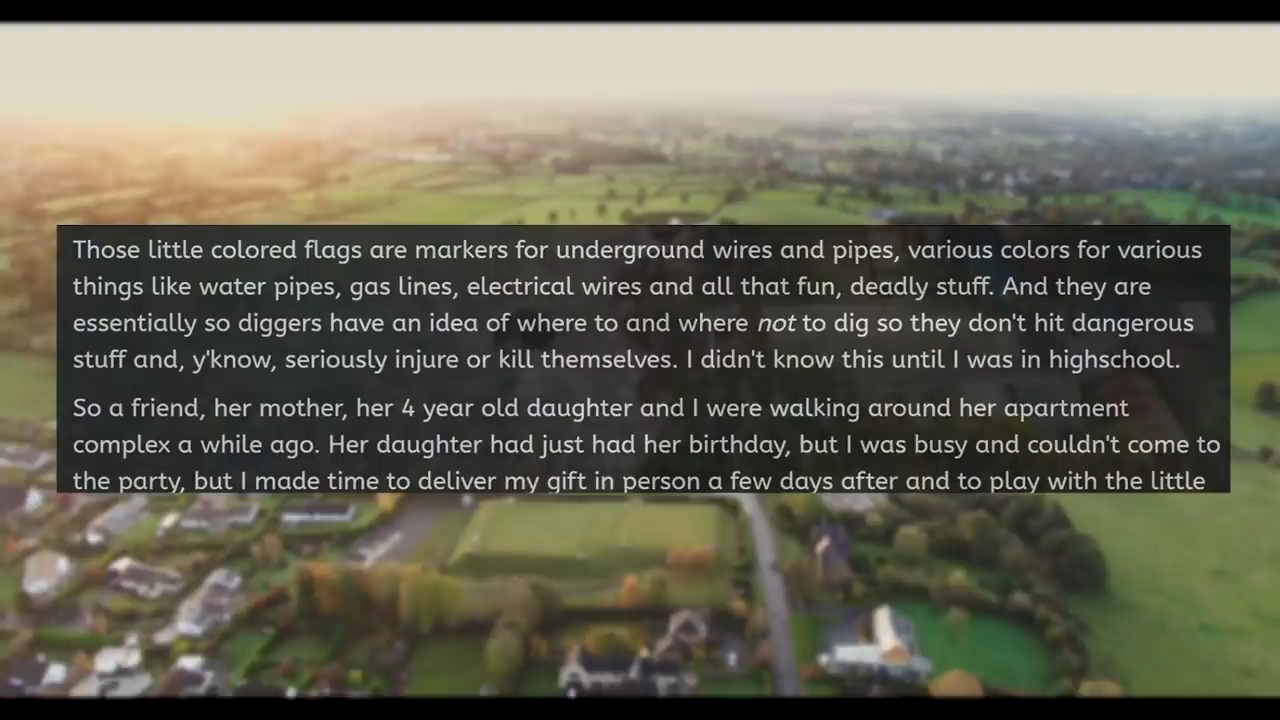 Those little colored flags are markers for underground wires and pipes, various colors for various
things like water pipes, gas lines, electrical wires and all that fun, deadly stuff. And they are
essentially so diggers have an idea of where to and where not to dig so they don't hit dangerous
stuff and, y'know, seriously injure or kill themselves. I didn't know this until I was in highschool.
So a friend, her mother, her 4 year old daughter and I were walking around her apartment
complex a while ago. Her daughter had just had her birthday, but I was busy and couldn't come to
the party, but I made time to deliver my gift in person a few days after and to play with the little